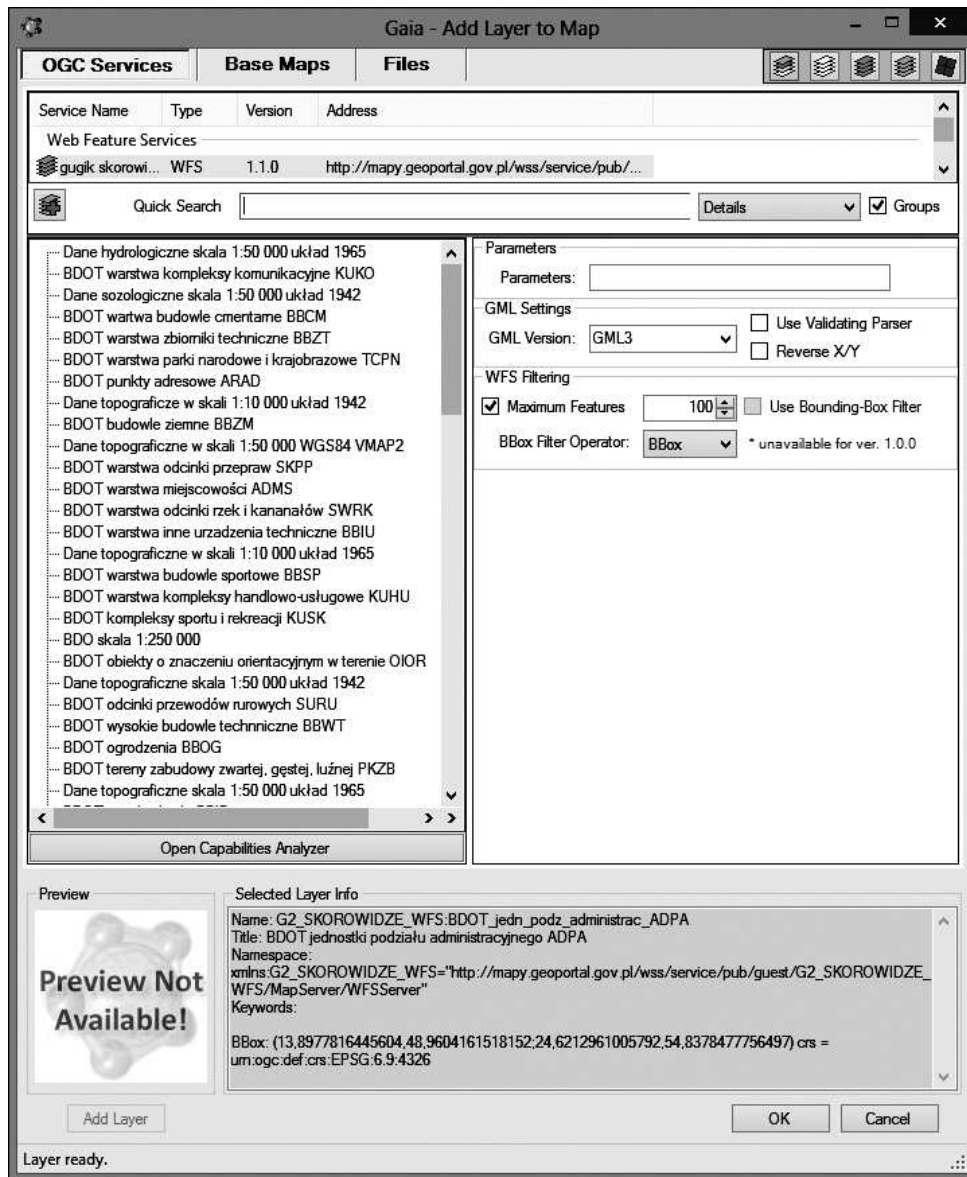 Gaia - Add Layer to Map
OGC Services Base Maps Files
Service Name Type Version Address
Web Feature Services
gugik skorowi... WFS 1.1.0 http://mapy.geoportal.gov.pl/wss/service/pub/...
Quick Search Details Groups
Dane hydrologiczne skala 1:50 000 układ 1965
BDOT warstwa kompleksy komunikacyjne KUKO
Dane sozologiczne skala 1:50 000 układ 1942
BDOT wartwa budowle cmentarne BBCM
BDOT warstwa zbiorniki techniczne BBZT
BDOT warstwa parki narodowe i krajobrazowe TCPN
BDOT punkty adresowe ARAD
Dane topograficze w skali 1:10 000 układ 1942
BDOT budowle ziemne BBZM
Dane topograficzne w skali 1:50 000 WGS84 VMAP2
BDOT warstwa odcinki przepraw SKPP
BDOT warstwa miejscowości ADMS
BDOT warstwa odcinki rzek i kananałów SWRK
BDOT warstwa inne urzadzenia techniczne BBIU
Dane topograficzne w skali 1:10 000 układ 1965
BDOT warstwa budowle sportowe BBSP
BDOT warstwa kompleksy handlowo-usługowe KUHU
BDOT kompleksy sportu i rekreacji KUSK
BDO skala 1:250 000
BDOT obiekty o znaczeniu orientacyjnym w terenie OIOR
Dane topograficzne skala 1:50 000 układ 1942
BDOT odcinki przewodów rurowych SURU
BDOT wysokie budowle technniczne BBWT
BDOT ogrodzenia BBOG
BDOT tereny zabudowy zwartej, gęstej, luźnej PKZB
Dane topograficzne skala 1:50 000 układ 1965
Open Capabilities Analyzer
Parameters
Parameters:
GML Settings
GML Version: GML3
Use Validating Parser
Reverse X/Y
WFS Filtering
Maximum Features 100 Use Bounding-Box Filter
BBox Filter Operator: BBox * unavailable for ver. 1.0.0
Preview
Preview Not
Available!
Selected Layer Info
Name: G2_SKOROWIDZE_WFS:BDOT_jedn_podz_administrac_ADPA
Title: BDOT jednostki podziału administracyjnego ADPA
Namespace:
xmlns:G2_SKOROWIDZE_WFS="http://mapy.geoportal.gov.pl/wss/service/pub/guest/G2_SKOROWIDZE_
WFS/MapServer/WFSServer"
Keywords:
BBox: (13,8977816445604,48,9604161518152;24,6212961005792,54,8378477756497) crs =
urn:ogc:def:crs:EPSG:6.9:4326
Add Layer OK Cancel
Layer ready.